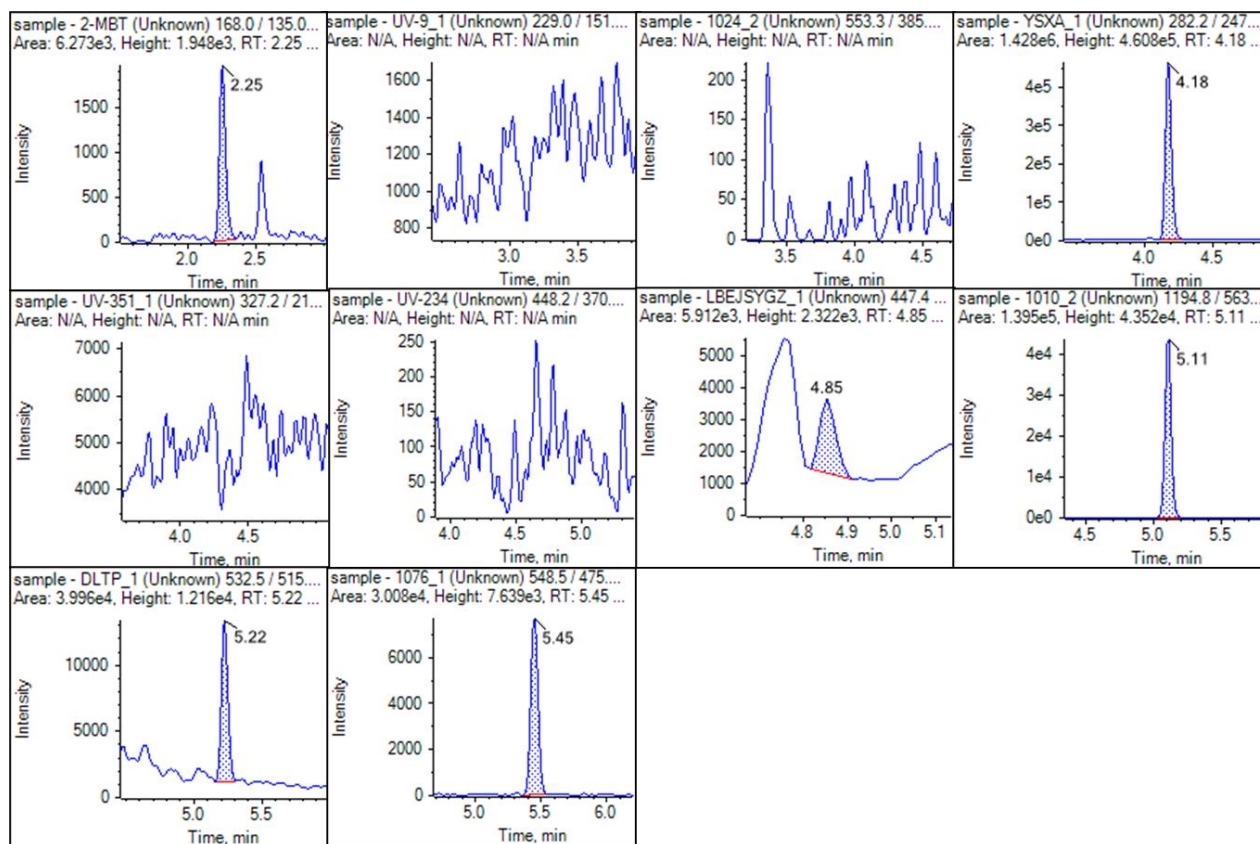 sample - 2-MBT (Unknown) 168.0 / 135.0...
Area: 6.273e3, Height: 1.948e3, RT: 2.25 ...
2.25
1500
1000
500
0
Intensity
2.0 2.5
Time, min
sample - UV-9_1 (Unknown) 229.0 / 151....
Area: N/A, Height: N/A, RT: N/A min
1600
1400
1200
1000
800
Intensity
3.0 3.5
Time, min
sample - 1024_2 (Unknown) 553.3 / 385....
Area: N/A, Height: N/A, RT: N/A min
200
150
100
50
0
Intensity
3.5 4.0 4.5
Time, min
sample - YSXA_1 (Unknown) 282.2 / 247...
Area: 1.428e6, Height: 4.608e5, RT: 4.18 ...
4.18
4e5
3e5
2e5
1e5
0e0
Intensity
4.0 4.5
Time, min
sample - UV-351_1 (Unknown) 327.2 / 21...
Area: N/A, Height: N/A, RT: N/A min
7000
6000
5000
4000
Intensity
4.0 4.5
Time, min
sample - UV-234 (Unknown) 448.2 / 370....
Area: N/A, Height: N/A, RT: N/A min
250
200
150
100
50
0
Intensity
4.0 4.5 5.0
Time, min
sample - LBEJSYGZ_1 (Unknown) 447.4 ...
Area: 5.912e3, Height: 2.322e3, RT: 4.85 ...
4.85
5000
4000
3000
2000
1000
0
Intensity
4.8 4.9 5.0 5.1
Time, min
sample - 1010_2 (Unknown) 1194.8 / 563...
Area: 1.395e5, Height: 4.352e4, RT: 5.11 ...
5.11
4e4
3e4
2e4
1e4
0e0
Intensity
4.5 5.0 5.5
Time, min
sample - DLTP_1 (Unknown) 532.5 / 515....
Area: 3.996e4, Height: 1.216e4, RT: 5.22 ...
5.22
10000
5000
0
Intensity
5.0 5.5
Time, min
sample - 1076_1 (Unknown) 548.5 / 475....
Area: 3.008e4, Height: 7.639e3, RT: 5.45 ...
5.45
6000
4000
2000
0
Intensity
5.0 5.5 6.0
Time, min